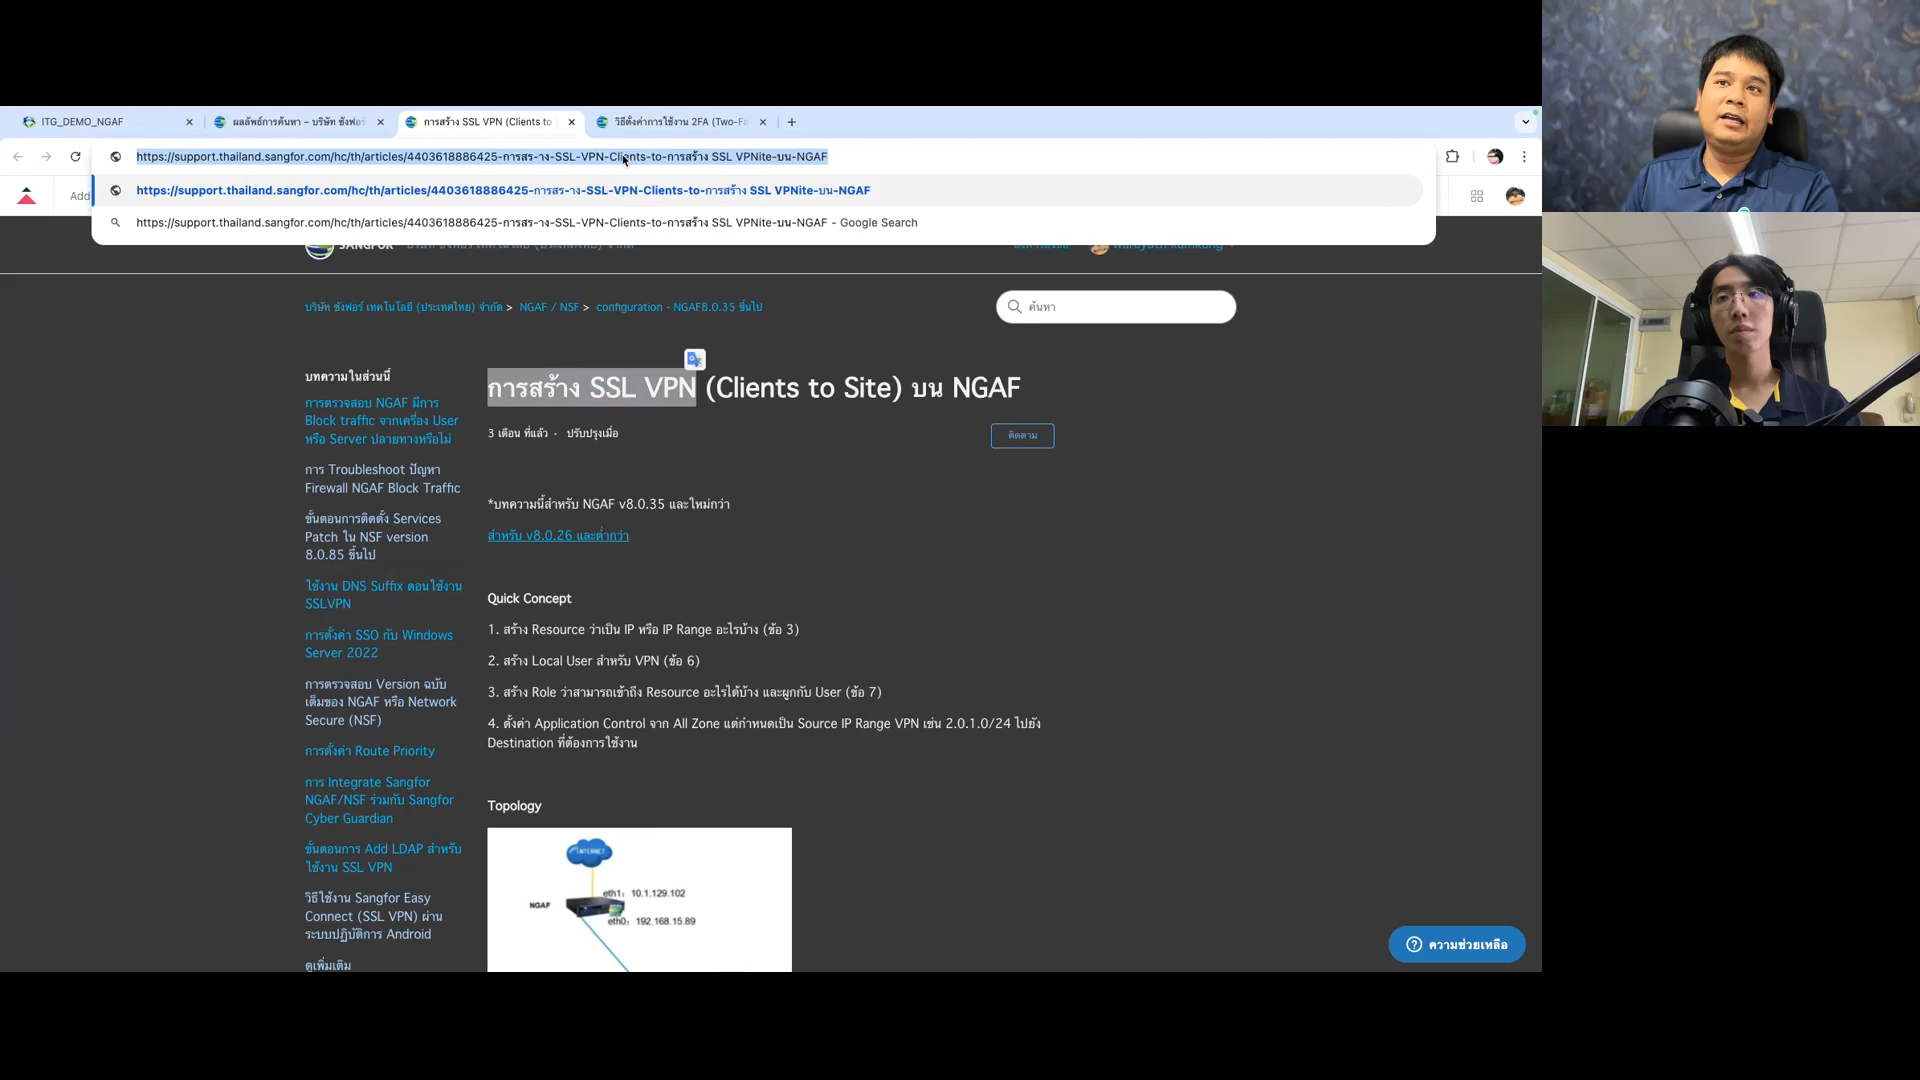 ITG_DEMO_NGAF
ผลลัพธ์การค้นหา – บริษัท ซังฟอร์
การสร้าง SSL VPN (Clients to
วิธีตั้งค่าการใช้งาน 2FA (Two-Fa
https://support.thailand.sangfor.com/hc/th/articles/4403618886425-การสร-าง-SSL-VPN-Clients-to-การสร้าง SSL VPNite-บน-NGAF
https://support.thailand.sangfor.com/hc/th/articles/4403618886425-การสร-าง-SSL-VPN-Clients-to-การสร้าง SSL VPNite-บน-NGAF
Add
https://support.thailand.sangfor.com/hc/th/articles/4403618886425-การสร-าง-SSL-VPN-Clients-to-การสร้าง SSL VPNite-บน-NGAF - Google Search
SANGFOR บริษัท ซังฟอร์ เทคโนโลยี (ประเทศไทย) จำกัด
บริษัท ซังฟอร์ เทคโนโลยี (ประเทศไทย) จำกัด > NGAF / NSF > configuration - NGAF8.0.35 ขึ้นไป
ค้นหา
บทความในส่วนนี้
การตรวจสอบ NGAF มีการ
Block traffic จากเครื่อง User
หรือ Server ปลายทางหรือไม่
การ Troubleshoot ปัญหา
Firewall NGAF Block Traffic
ขั้นตอนการติดตั้ง Services
Patch ใน NSF version
8.0.85 ขึ้นไป
ใช้งาน DNS Suffix ตอนใช้งาน
SSLVPN
การตั้งค่า SSO กับ Windows
Server 2022
การตรวจสอบ Version ฉบับ
เต็มของ NGAF หรือ Network
Secure (NSF)
การตั้งค่า Route Priority
การ Integrate Sangfor
NGAF/NSF ร่วมกับ Sangfor
Cyber Guardian
ขั้นตอนการ Add LDAP สำหรับ
ใช้งาน SSL VPN
วิธีใช้งาน Sangfor Easy
Connect (SSL VPN) ผ่าน
ระบบปฏิบัติการ Android
ดูเพิ่มเติม
การสร้าง SSL VPN (Clients to Site) บน NGAF
3 เดือน ที่แล้ว · ปรับปรุงเมื่อ
ติดตาม
*บทความนี้สำหรับ NGAF v8.0.35 และใหม่กว่า
สำหรับ v8.0.26 และต่ำกว่า
Quick Concept
1. สร้าง Resource ว่าเป็น IP หรือ IP Range อะไรบ้าง (ข้อ 3)
2. สร้าง Local User สำหรับ VPN (ข้อ 6)
3. สร้าง Role ว่าสามารถเข้าถึง Resource อะไรได้บ้าง และผูกกับ User (ข้อ 7)
4. ตั้งค่า Application Control จาก All Zone แต่กำหนดเป็น Source IP Range VPN เช่น 2.0.1.0/24 ไปยัง
Destination ที่ต้องการใช้งาน
Topology
INTERNET
eth1: 10.1.129.102
NGAF
eth0: 192.168.15.89
ความช่วยเหลือ